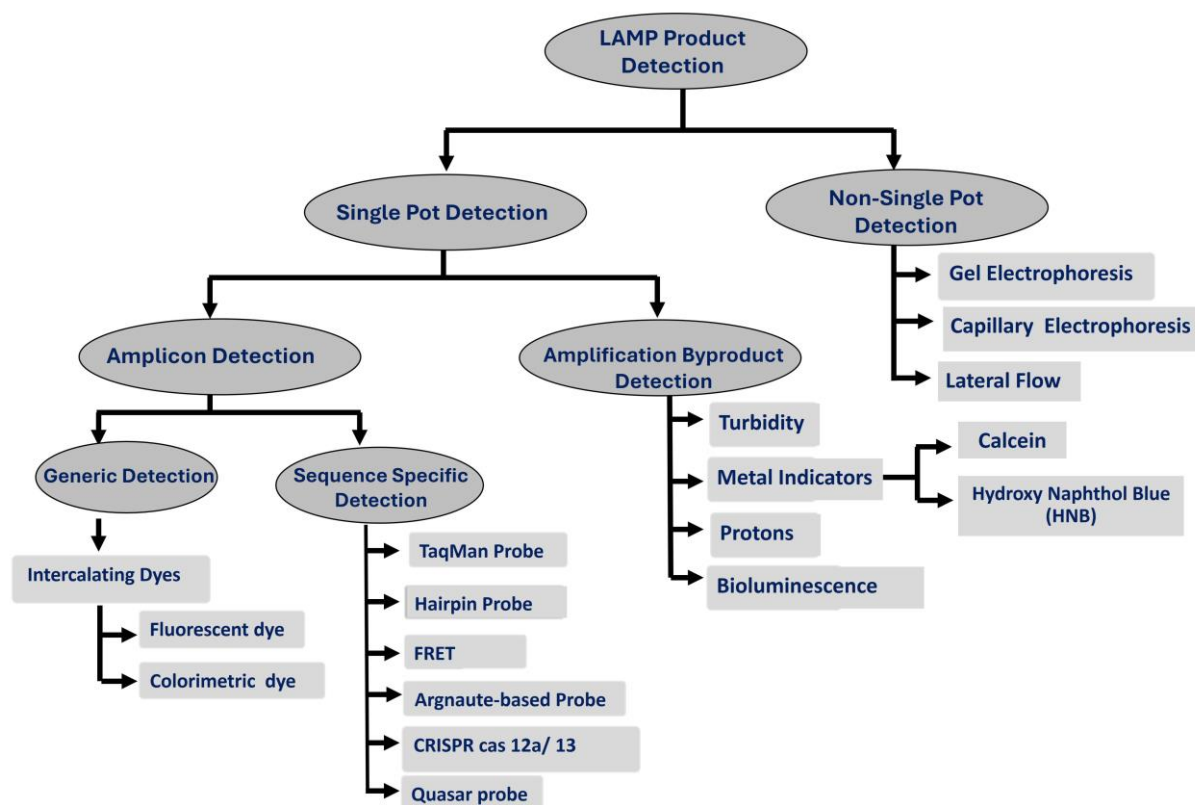 LAMP Product
Detection
Single Pot Detection
Non-Single Pot
Detection
Gel Electrophoresis
Capillary Electrophoresis
Lateral Flow
Amplicon Detection
Amplification Byproduct
Detection
Turbidity
Metal Indicators
Protons
Bioluminescence
Calcein
Hydroxy Naphthol Blue
(HNB)
Generic Detection
Intercalating Dyes
Fluorescent dye
Colorimetric dye
Sequence Specific
Detection
TaqMan Probe
Hairpin Probe
FRET
Argnaute-based Probe
CRISPR cas 12a/ 13
Quasar probe